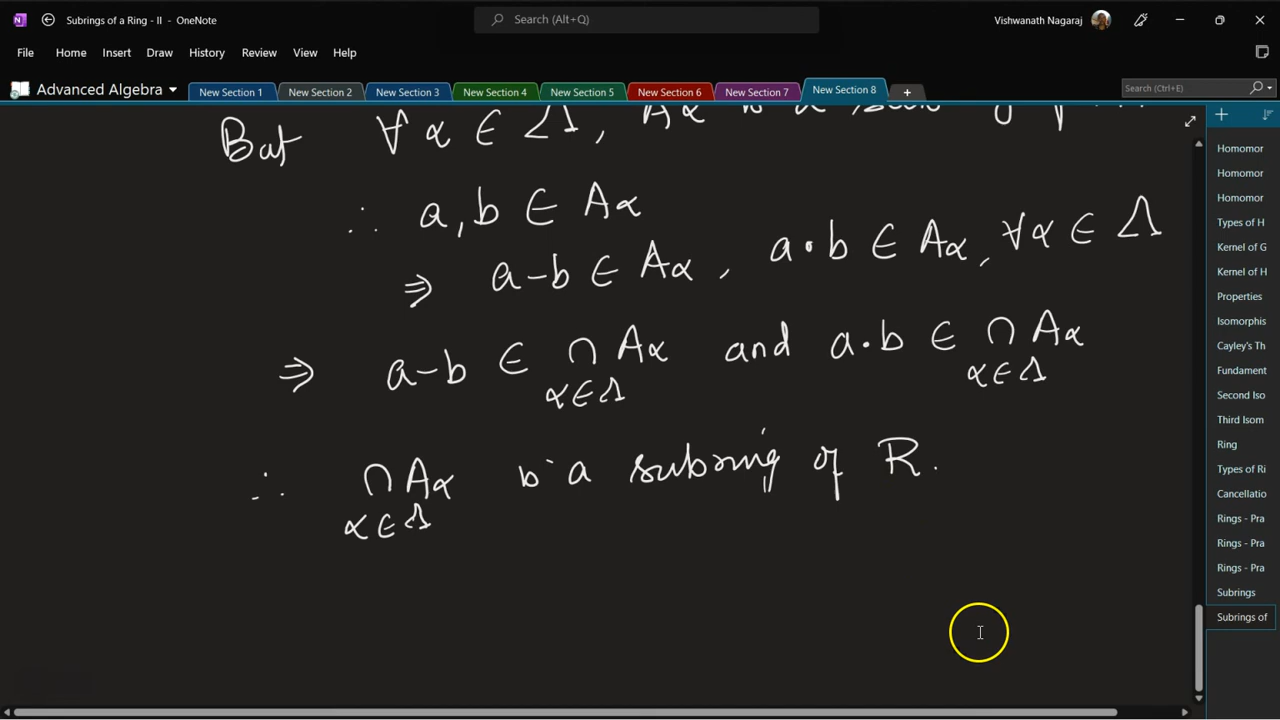 Subrings of a Ring - II - OneNote
Search (Alt+Q)
Vishwanath Nagaraj
File Home Insert Draw History Review View Help
Advanced Algebra
New Section 1 New Section 2 New Section 3 New Section 4 New Section 5 New Section 6 New Section 7 New Section 8
Search (Ctrl+E)
But ∀ α ∈ Δ, Aα is a
∴ a, b ∈ Aα
⇒ a-b ∈ Aα, a•b ∈ Aα, ∀α ∈ Δ
⇒ a-b ∈ ∩ Aα and a•b ∈ ∩ Aα
α∈Δ α∈Δ
∴ ∩Aα is a subring of R.
α∈Δ
Homomor
Homomor
Homomor
Types of H
Kernel of G
Kernel of H
Properties
Isomorphis
Cayley's Th
Fundament
Second Iso
Third Isom
Ring
Types of Ri
Cancellatio
Rings - Pra
Rings - Pra
Rings - Pra
Subrings
Subrings of